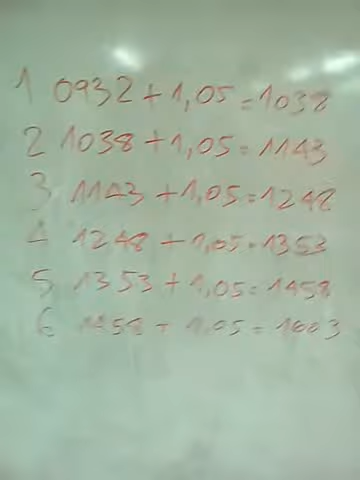 1 0932 + 1,05 = 1038
2 1038 + 1,05 = 1143
3 1143 + 1,05 = 1248
4 1248 + 1,05 = 1353
5 1353 + 1,05 = 1458
6 1458 + 1,05 = 1603